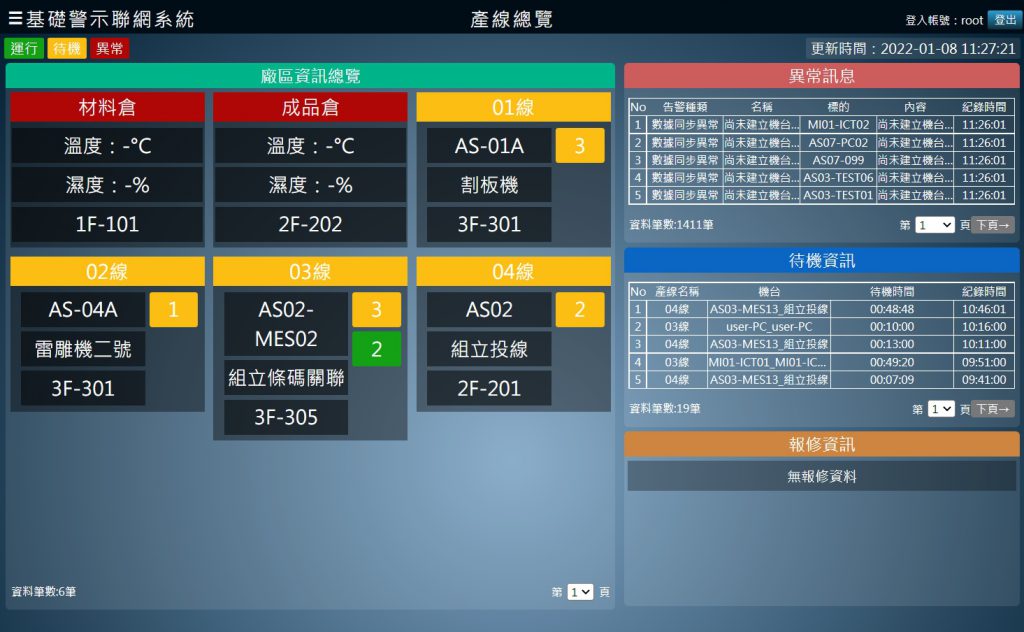 ☰基礎警示聯網系統
產線總覽
登入帳號：root 登出
運行 待機 異常
更新時間：2022-01-08 11:27:21
廠區資訊總覽
材料倉
溫度：-°C
濕度：-%
1F-101
成品倉
溫度：-°C
濕度：-%
2F-202
01線
AS-01A 3
割板機
3F-301
02線
AS-04A 1
雷雕機二號
3F-301
03線
AS02-
MES02
3
2
組立條碼關聯
3F-305
04線
AS02 2
組立投線
2F-201
資料筆數:6筆
第 1 頁
異常訊息
No 告警種類 名稱 標的 內容 紀錄時間
1 數據同步異常 尚未建立機台... MI01-ICT02 尚未建立機台... 11:26:01
2 數據同步異常 尚未建立機台... AS07-PC02 尚未建立機台... 11:26:01
3 數據同步異常 尚未建立機台... AS07-099 尚未建立機台... 11:26:01
4 數據同步異常 尚未建立機台... AS03-TEST06 尚未建立機台... 11:26:01
5 數據同步異常 尚未建立機台... AS03-TEST01 尚未建立機台... 11:26:01
資料筆數:1411筆
第 1 頁 下頁→
待機資訊
No 產線名稱 機台 待機時間 紀錄時間
1 04線 AS03-MES13_組立投線 00:48:48 10:46:01
2 03線 user-PC_user-PC 00:10:00 10:16:00
3 04線 AS03-MES13_組立投線 00:13:00 10:11:00
4 03線 MI01-ICT01_MI01-IC... 00:49:20 09:51:00
5 04線 AS03-MES13_組立投線 00:07:09 09:41:00
資料筆數:19筆
第 1 頁 下頁→
報修資訊
無報修資料